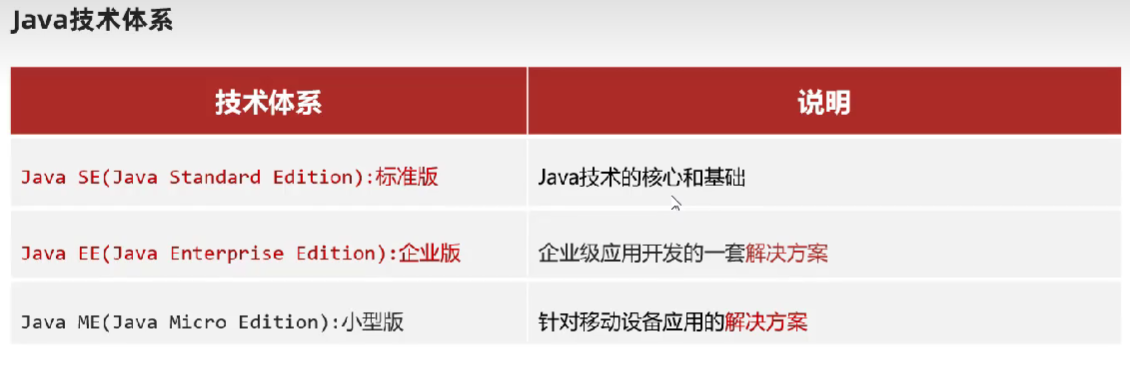 Java技术体系
技术体系 说明
Java SE(Java Standard Edition):标准版 Java技术的核心和基础
Java EE(Java Enterprise Edition):企业版 企业级应用开发的一套解决方案
Java ME(Java Micro Edition):小型版 针对移动设备应用的解决方案